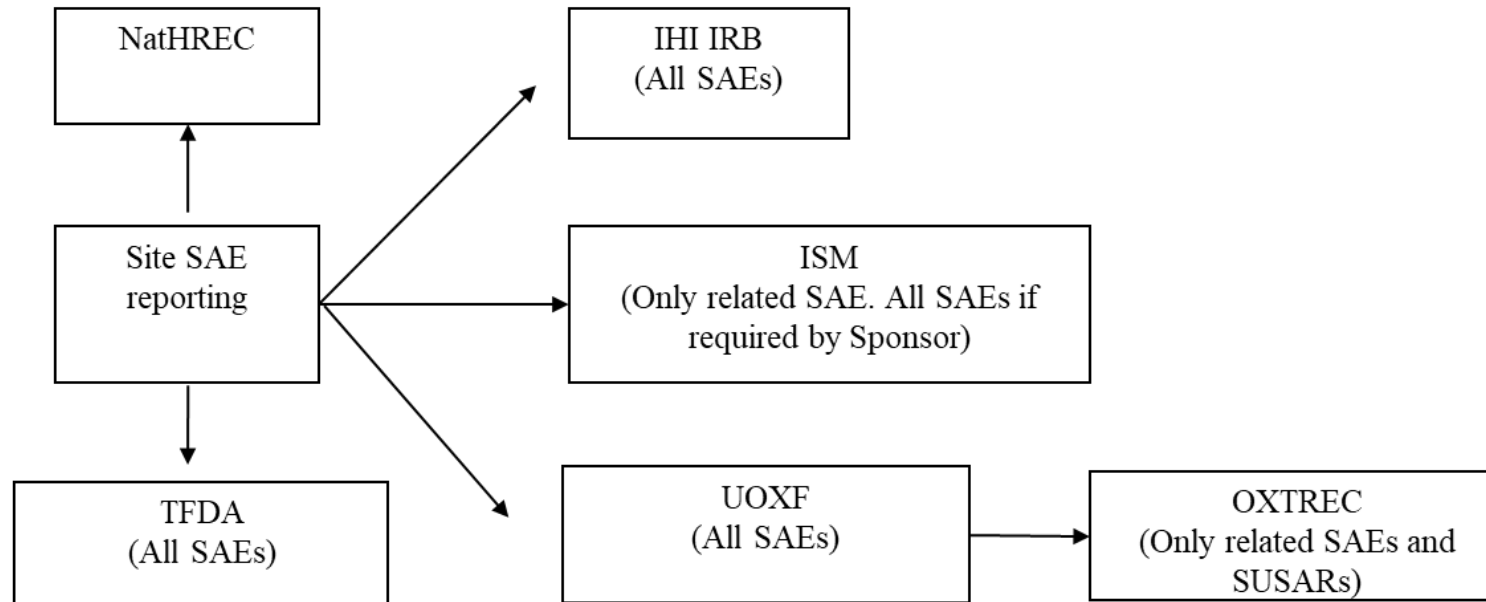 NatHREC
IHI IRB
(All SAEs)
Site SAE
reporting
ISM
(Only related SAE. All SAEs if
required by Sponsor)
TFDA
(All SAEs)
UOXF
(All SAEs)
OXTREC
(Only related SAEs and
SUSARs)